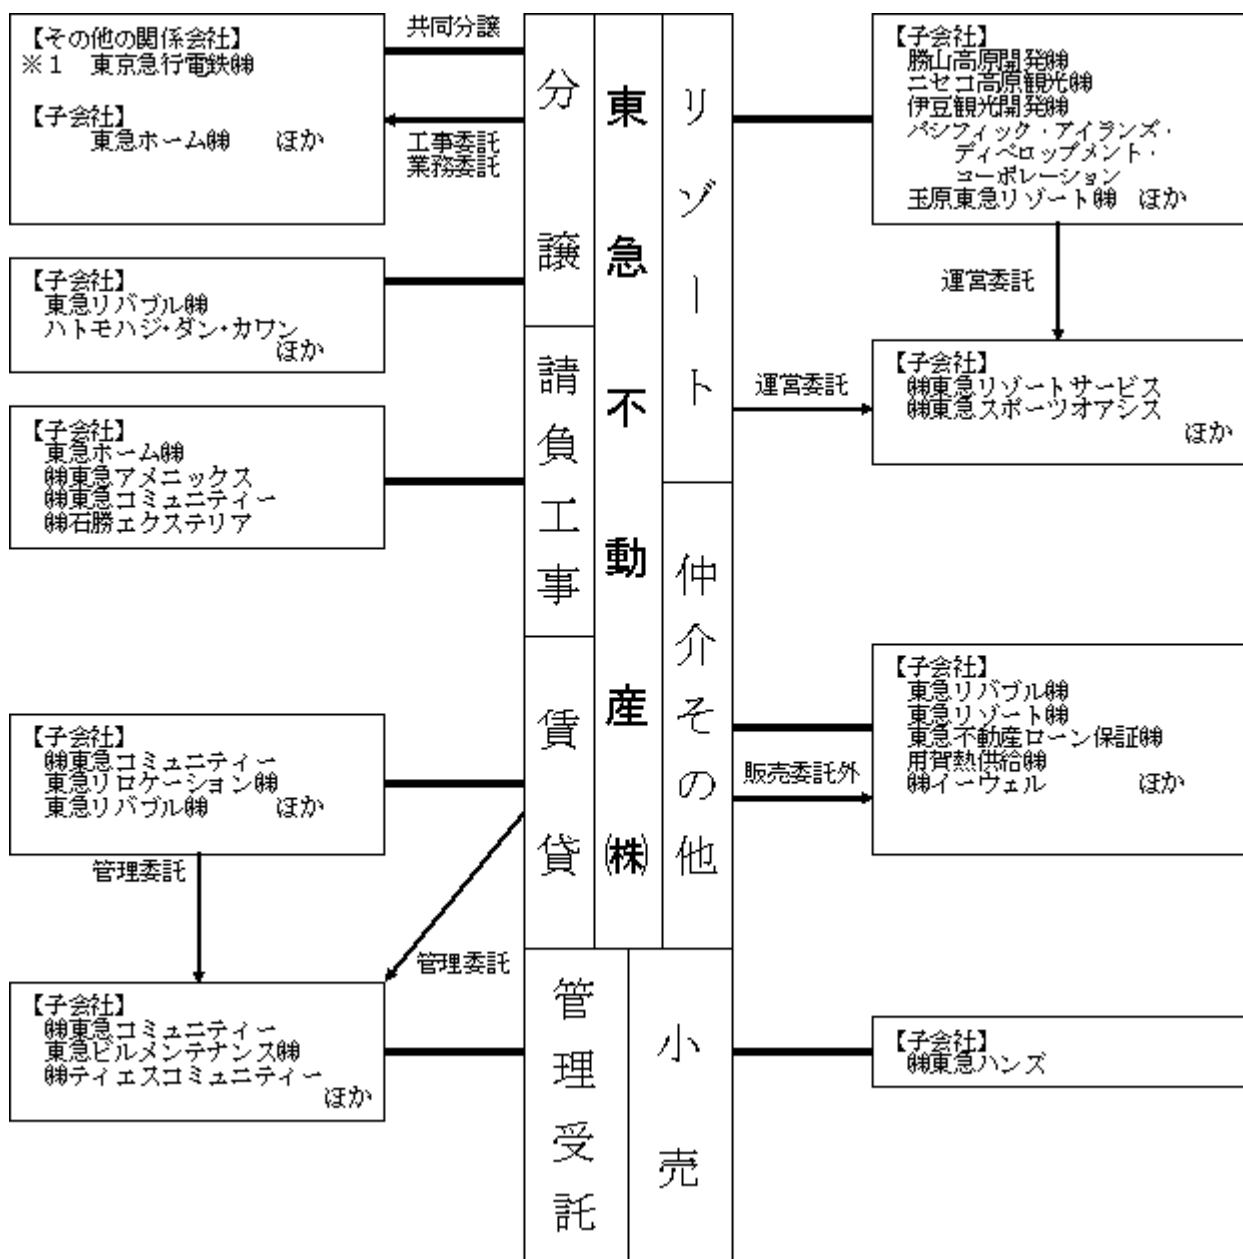 【その他の関係会社】
※1　東京急行電鉄㈱
【子会社】
東急ホーム㈱　ほか
共同分譲
工事委託
業務委託
【子会社】
東急リバブル㈱
ハトモハジ・ダン・カワン
ほか
【子会社】
東急ホーム㈱
㈱東急アメニックス
㈱東急コミュニティー
㈱石勝エクステリア
【子会社】
㈱東急コミュニティー
東急リロケーション㈱
東急リバブル㈱　ほか
管理委託
管理委託
【子会社】
㈱東急コミュニティー
東急ビルメンテナンス㈱
㈱ティエスコミュニティー
ほか
分譲
請負工事
賃貸
管理受託
東急不動産㈱
リゾート
仲介その他
小売
【子会社】
勝山高原開発㈱
ニセコ高原観光㈱
伊豆観光開発㈱
パシフィック・アイランズ・
ディベロップメント・
コーポレーション
玉原東急リゾート㈱　ほか
運営委託
運営委託
【子会社】
㈱東急リゾートサービス
㈱東急スポーツオアシス
ほか
【子会社】
東急リバブル㈱
東急リゾート㈱
東急不動産ローン保証㈱
用賀熱供給㈱
㈱イーウェル　ほか
販売委託外
【子会社】
㈱東急ハンズ